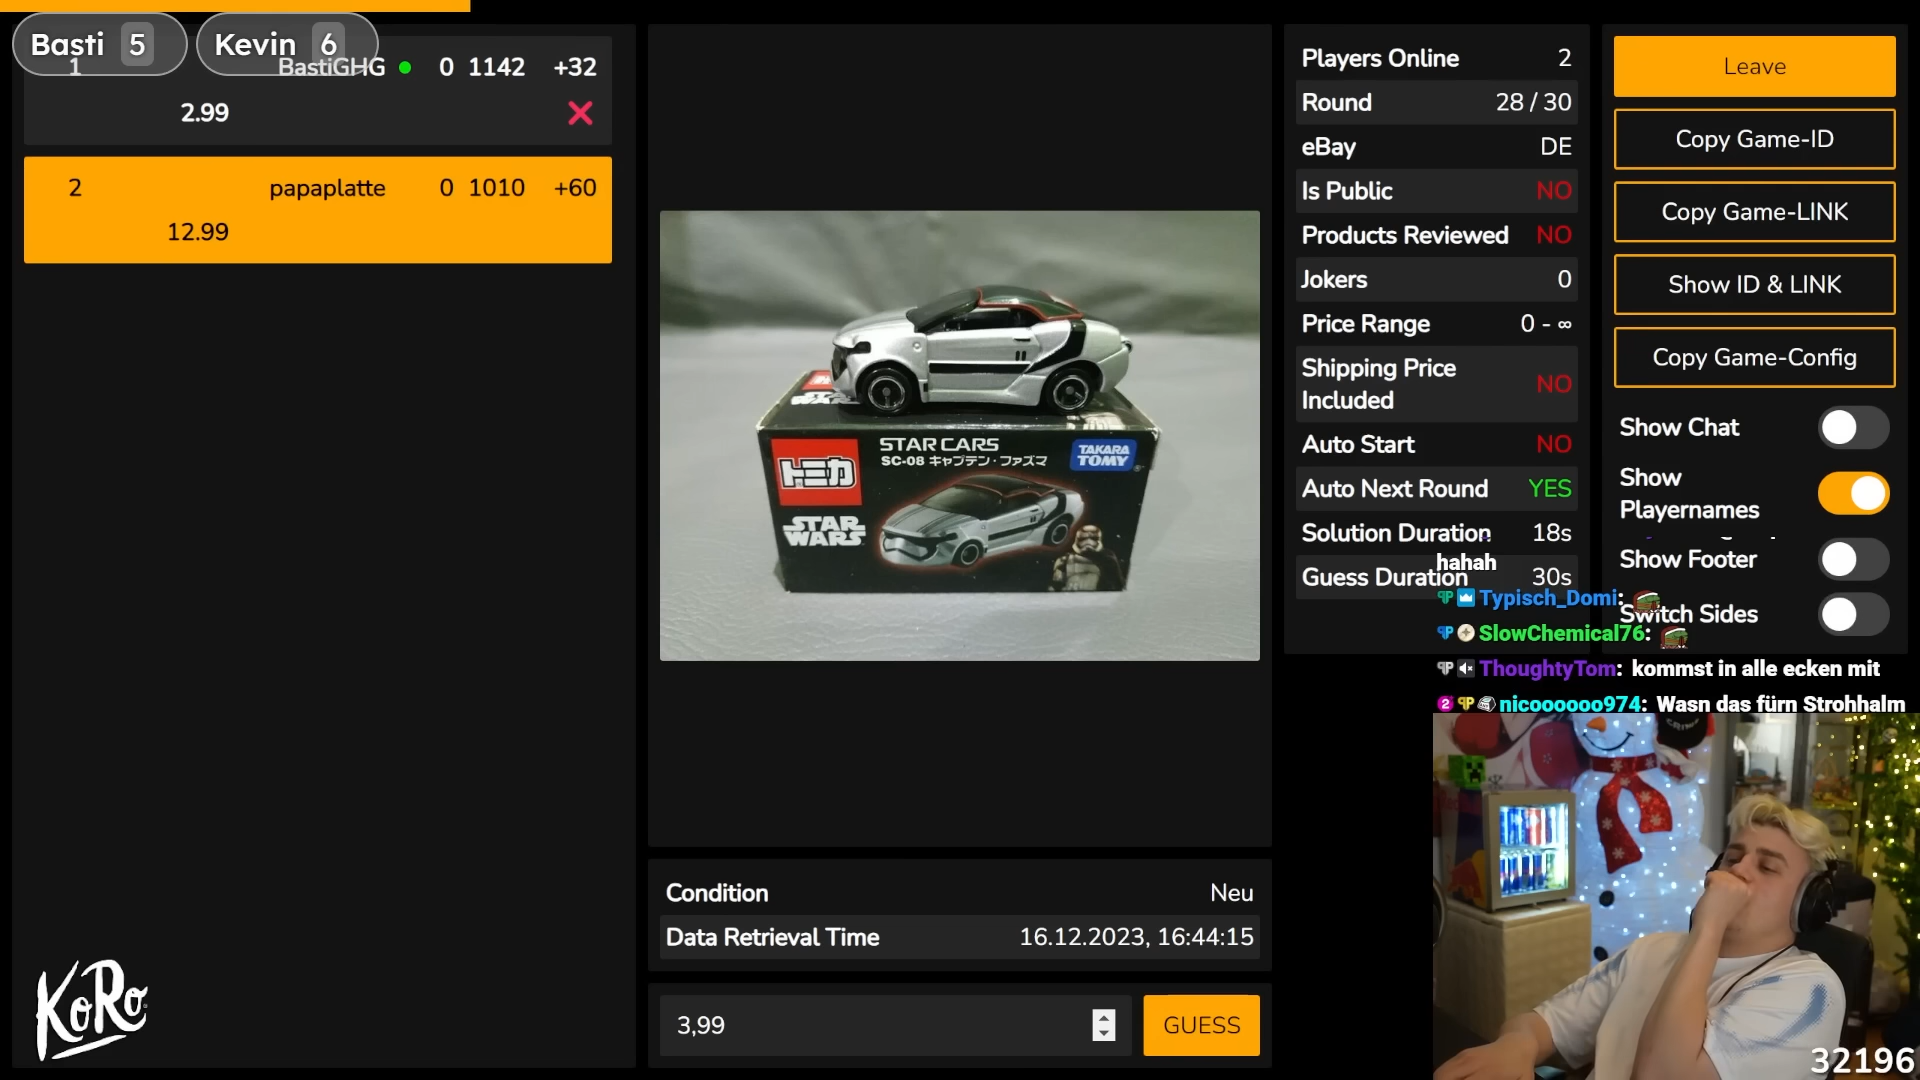 Basti 5
Kevin 6
1 BastiGHG 0 1142 +32
2.99
2 papaplatte 0 1010 +60
12.99
KoRo
STAR WARS
STAR CARS
SC-08 キャプテン・ファズマ
トミカ
TAKARA TOMY
STAR WARS
Condition Neu
Data Retrieval Time 16.12.2023, 16:44:15
3,99
GUESS
Players Online 2
Round 28 / 30
eBay DE
Is Public NO
Products Reviewed NO
Jokers 0
Price Range 0 - ∞
Shipping Price Included NO
Auto Start NO
Auto Next Round YES
Solution Duration 18s
Guess Duration 30s
Leave
Copy Game-ID
Copy Game-LINK
Show ID & LINK
Copy Game-Config
Show Chat
Show Playernames
Show Footer
Switch Sides
hahah
Typisch_Domi:
SlowChemical76:
ThoughtyTom: kommst in alle ecken mit
nicoooooo974: Wasn das fürn Strohhalm
32196